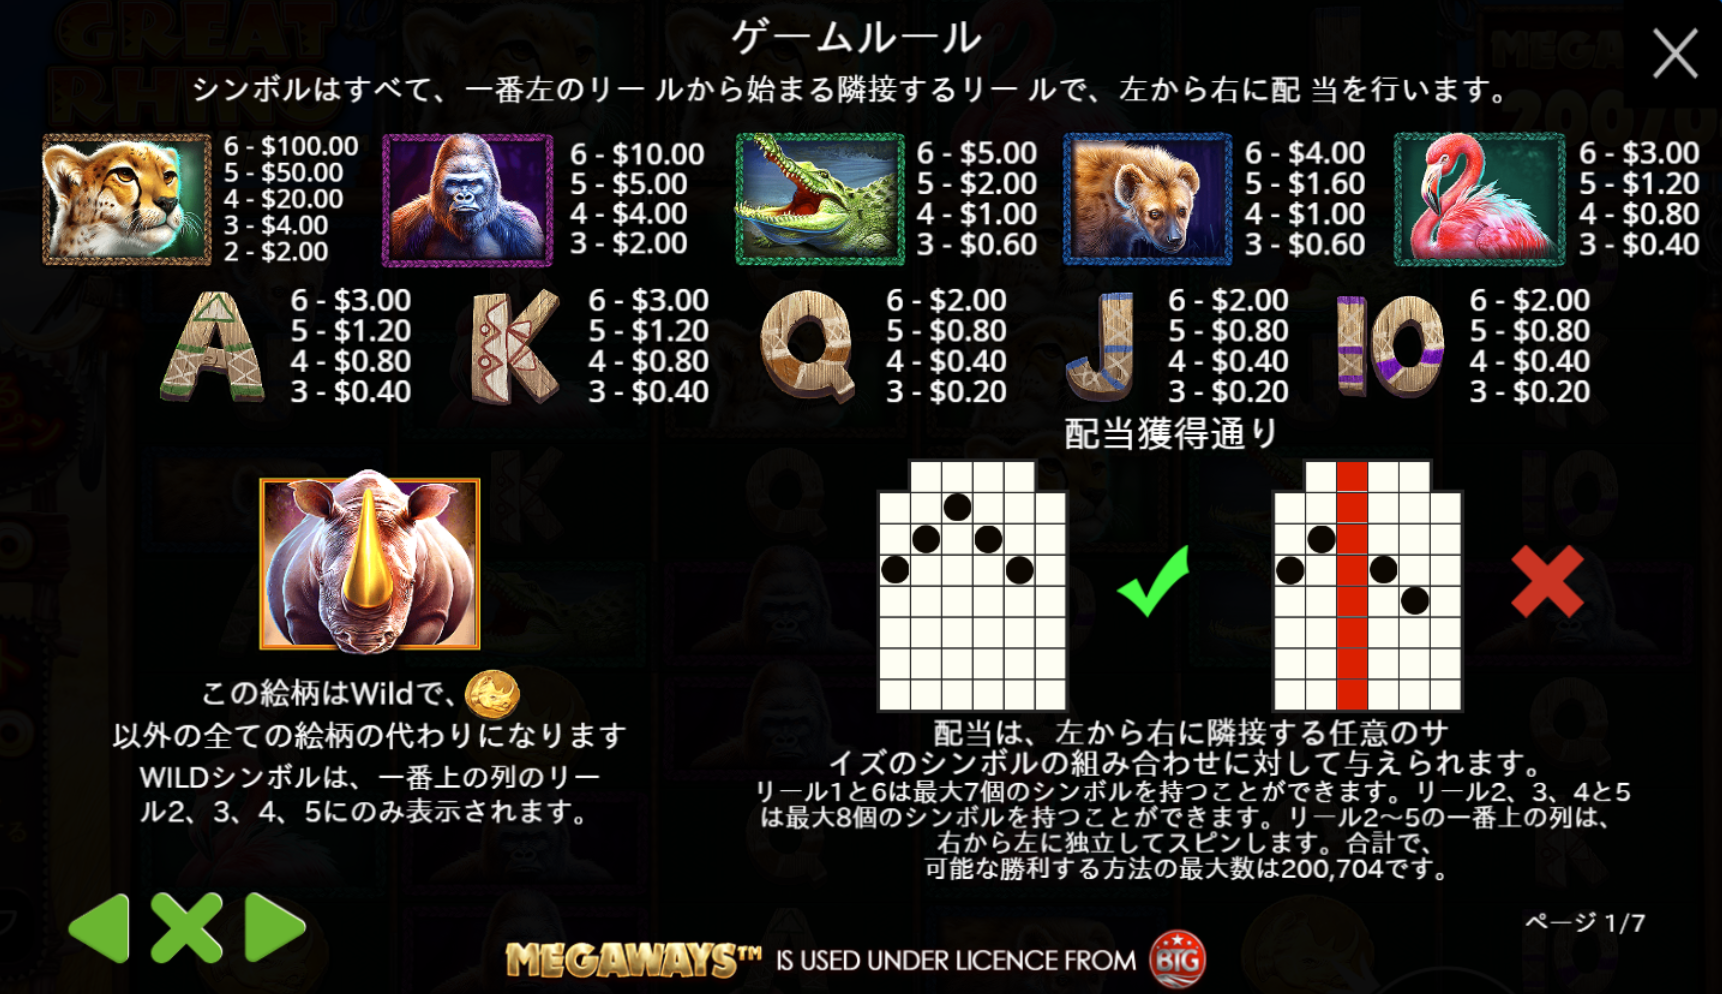 ゲームルール
シンボルはすべて、一番左のリー ルから始まる隣接するリー ルで、左から右に配 当を行います。
6 - $100.00
5 - $50.00
4 - $20.00
3 - $4.00
2 - $2.00
6 - $10.00
5 - $5.00
4 - $4.00
3 - $2.00
6 - $5.00
5 - $2.00
4 - $1.00
3 - $0.60
6 - $4.00
5 - $1.60
4 - $1.00
3 - $0.60
6 - $3.00
5 - $1.20
4 - $0.80
3 - $0.40
A
6 - $3.00
5 - $1.20
4 - $0.80
3 - $0.40
K
6 - $3.00
5 - $1.20
4 - $0.80
3 - $0.40
Q
6 - $2.00
5 - $0.80
4 - $0.40
3 - $0.20
J
6 - $2.00
5 - $0.80
4 - $0.40
3 - $0.20
10
6 - $2.00
5 - $0.80
4 - $0.40
3 - $0.20
この絵柄はWildで、
以外の全ての絵柄の代わりになります
WILDシンボルは、一番上の列のリー
ル2、3、4、5にのみ表示されます。
配当獲得通り
配当は、左から右に隣接する任意のサ
イズのシンボルの組み合わせに対して与えられます。
リール1と6は最大7個のシンボルを持つことができます。リール2、3、4と5
は最大8個のシンボルを持つことができます。リール2〜5の一番上の列は、
右から左に独立してスピンします。合計で、
可能な勝利する方法の最大数は200,704です。
ページ 1/7
MEGAWAYS™ IS USED UNDER LICENCE FROM BTG
GREAT
RHINO
MEGA
200/0